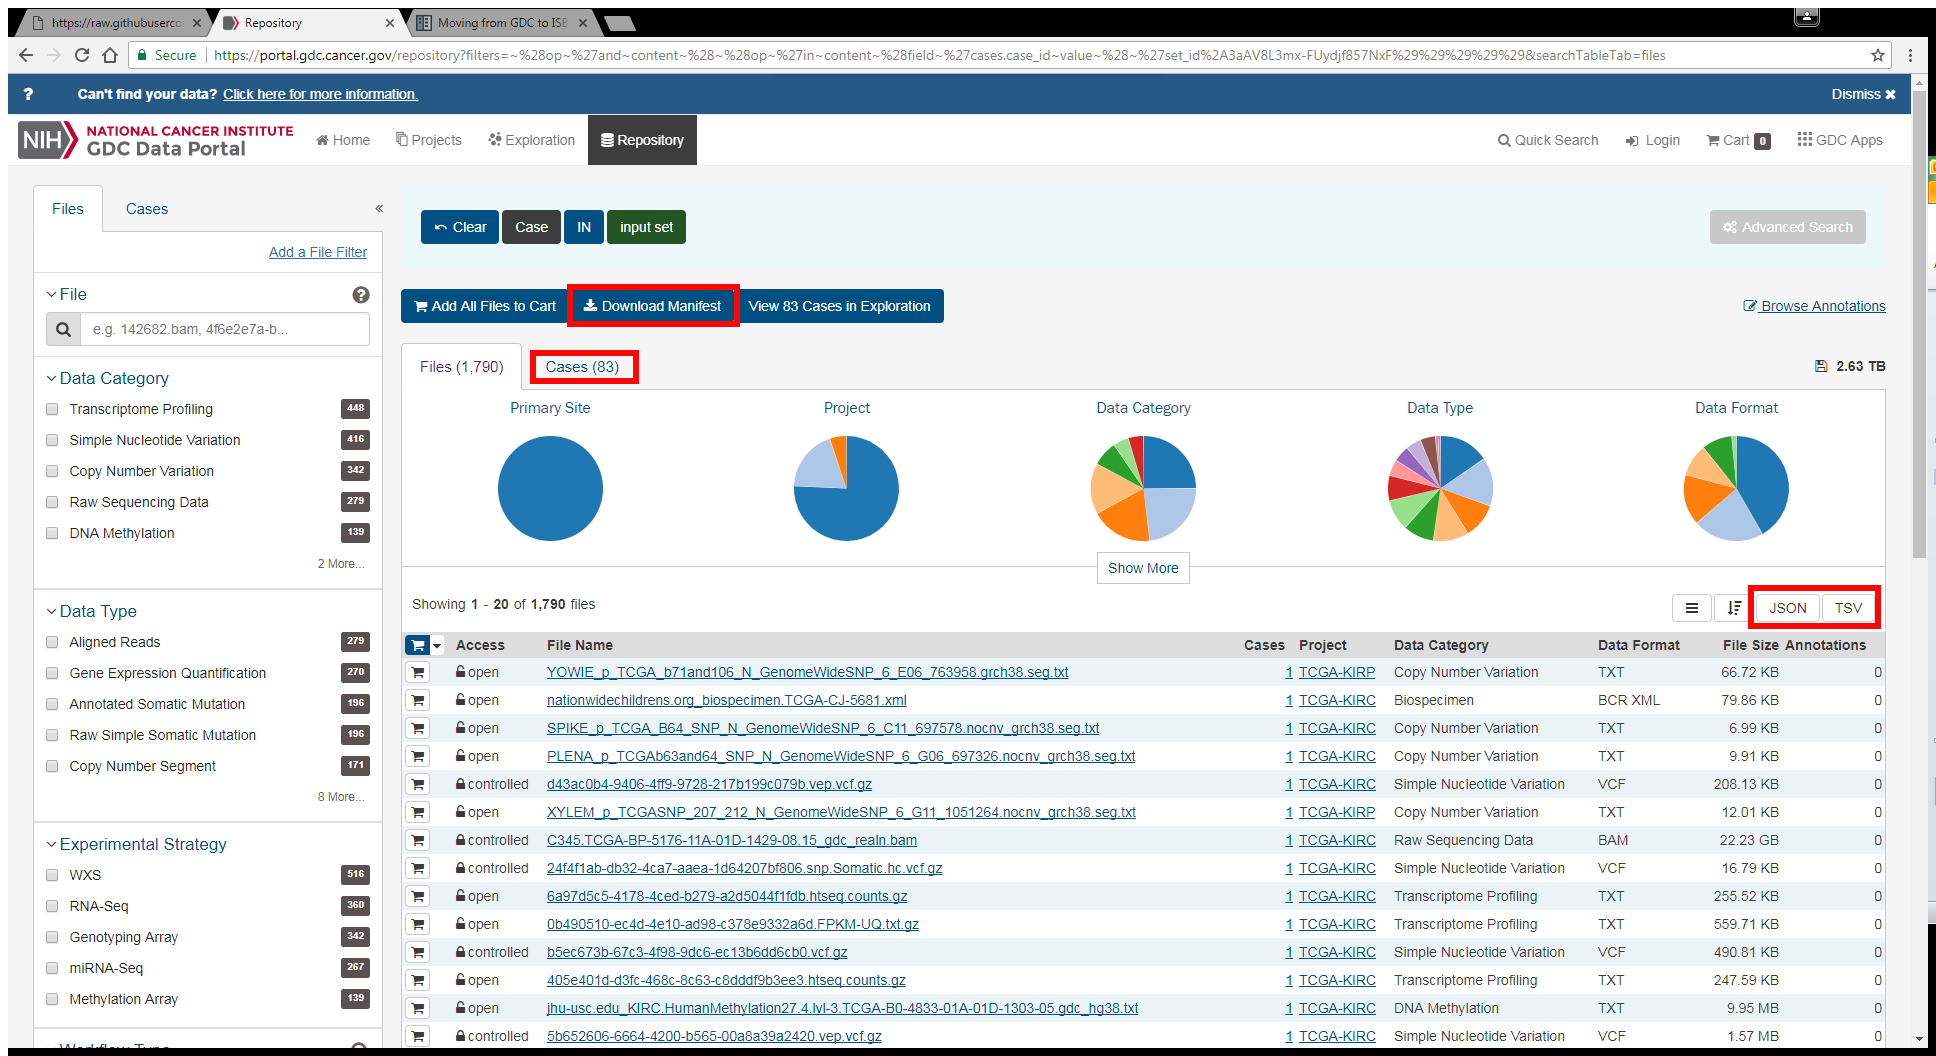 https://raw.githubuserco
Repository
Moving from GDC to ISB
Secure
https://portal.gdc.cancer.gov/repository?filters=~%28op~%27and~content~%28~%28op~%27in~content~%28field~%27cases.case_id~value~%28~%27set_id%2A3aAV8L3mx-FUydjf857NxF%29%29%29%29%29&searchTableTab=files
? Can't find your data? Click here for more information.
Dismiss
NIH NATIONAL CANCER INSTITUTE
GDC Data Portal
Home
Projects
Exploration
Repository
Quick Search
Login
Cart 0
GDC Apps
Files
Cases
«
Add a File Filter
File
e.g. 142682.bam, 4f6e2e7a-b...
Data Category
Transcriptome Profiling 448
Simple Nucleotide Variation 416
Copy Number Variation 342
Raw Sequencing Data 279
DNA Methylation 139
2 More...
Data Type
Aligned Reads 279
Gene Expression Quantification 270
Annotated Somatic Mutation 196
Raw Simple Somatic Mutation 196
Copy Number Segment 171
8 More...
Experimental Strategy
WXS 516
RNA-Seq 360
Genotyping Array 342
miRNA-Seq 267
Methylation Array 139
Clear
Case
IN
input set
Advanced Search
Add All Files to Cart
Download Manifest
View 83 Cases in Exploration
Browse Annotations
Files (1,790)
Cases (83)
2.63 TB
Primary Site
Project
Data Category
Data Type
Data Format
Show More
Showing 1 - 20 of 1,790 files
JSON
TSV
Access File Name Cases Project Data Category Data Format File Size Annotations
open YOWIE_p_TCGA_b71and106_N_GenomeWideSNP_6_E06_763958.grch38.seg.txt 1 TCGA-KIRP Copy Number Variation TXT 66.72 KB 0
open nationwidechildrens.org_biospecimen.TCGA-CJ-5681.xml 1 TCGA-KIRC Biospecimen BCR XML 79.86 KB 0
open SPIKE_p_TCGA_B64_SNP_N_GenomeWideSNP_6_C11_697578.nocnv_grch38.seg.txt 1 TCGA-KIRC Copy Number Variation TXT 6.99 KB 0
open PLENA_p_TCGAb63and64_SNP_N_GenomeWideSNP_6_G06_697326.nocnv_grch38.seg.txt 1 TCGA-KIRC Copy Number Variation TXT 9.91 KB 0
controlled d43ac0b4-9406-4ff9-9728-217b199c079b.vep.vcf.gz 1 TCGA-KIRC Simple Nucleotide Variation VCF 208.13 KB 0
open XYLEM_p_TCGASNP_207_212_N_GenomeWideSNP_6_G11_1051264.nocnv_grch38.seg.txt 1 TCGA-KIRP Copy Number Variation TXT 12.01 KB 0
controlled C345.TCGA-BP-5176-11A-01D-1429-08.15_gdc_realn.bam 1 TCGA-KIRC Raw Sequencing Data BAM 22.23 GB 0
controlled 24f4f1ab-db32-4ca7-aaea-1d64207bf806.snp.Somatic.hc.vcf.gz 1 TCGA-KIRC Simple Nucleotide Variation VCF 16.79 KB 0
open 6a97d5c5-4178-4ced-b279-a2d5044f1fdb.htseq.counts.gz 1 TCGA-KIRC Transcriptome Profiling TXT 255.52 KB 0
open 0b490510-ec4d-4e10-ad98-c378e9332a6d.FPKM-UQ.txt.gz 1 TCGA-KIRC Transcriptome Profiling TXT 559.71 KB 0
controlled b5ec673b-67c3-4f98-9dc6-ec13b6dd6cb0.vcf.gz 1 TCGA-KIRC Simple Nucleotide Variation VCF 490.81 KB 0
open 405e401d-d3fc-468c-8c63-c8dddf9b3ee3.htseq.counts.gz 1 TCGA-KIRC Transcriptome Profiling TXT 247.59 KB 0
open jhu-usc.edu_KIRC.HumanMethylation27.4.lvl-3.TCGA-B0-4833-01A-01D-1303-05.gdc_hg38.txt 1 TCGA-KIRC DNA Methylation TXT 9.95 MB 0
controlled 5b652606-6664-4200-b565-00a8a39a2420.vep.vcf.gz 1 TCGA-KIRC Simple Nucleotide Variation VCF 1.57 MB 0